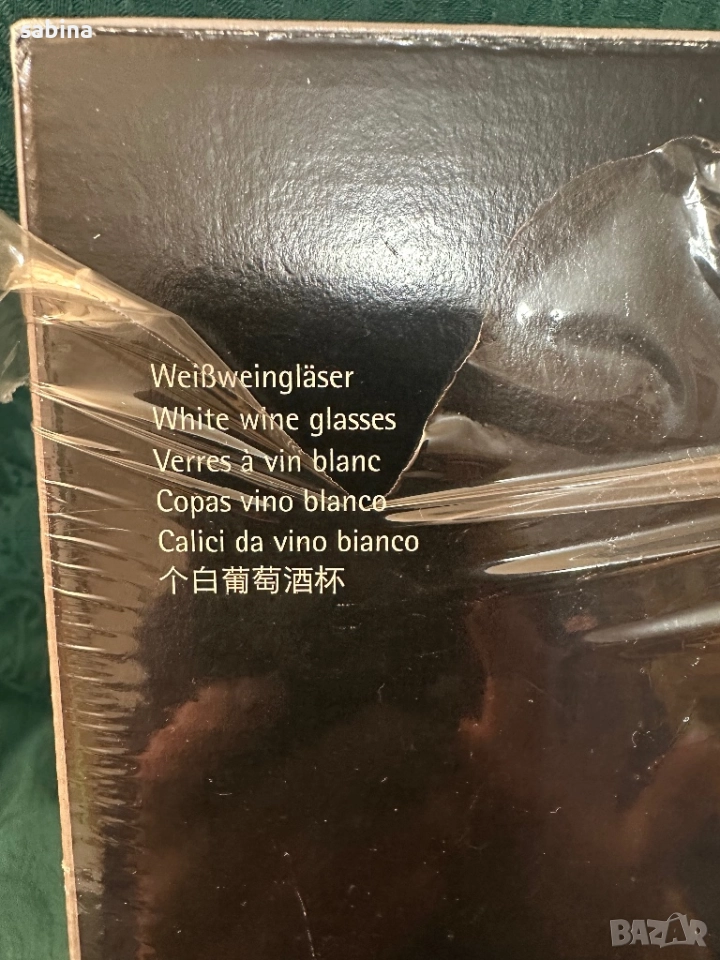 sabina
Weißweingläser
White wine glasses
Verres à vin blanc
Copas vino blanco
Calici da vino bianco
个白葡萄酒杯
BAZAR